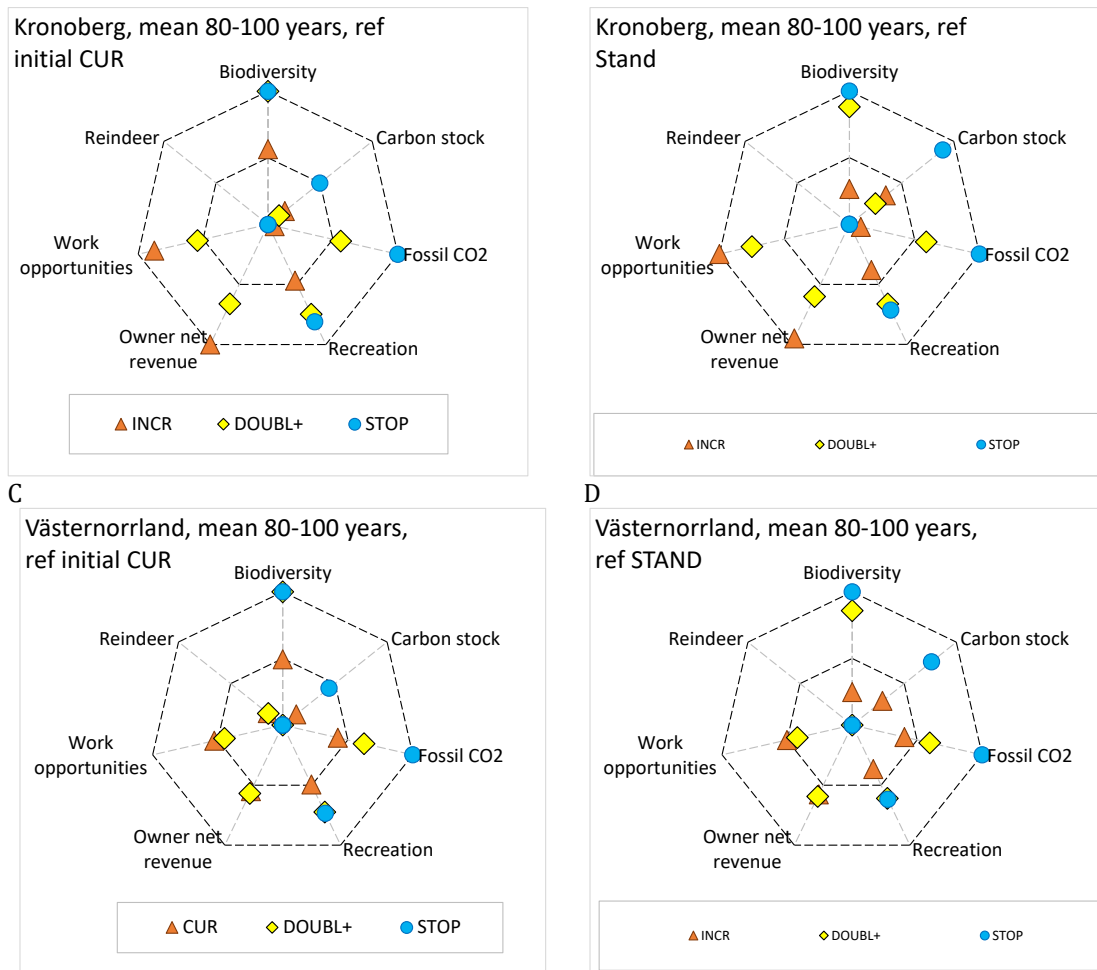 Kronoberg, mean 80-100 years, ref
initial CUR
Biodiversity
Reindeer
Carbon stock
Work
opportunities
Fossil CO2
Owner net
revenue
Recreation
INCR
DOUBL+
STOP
Kronoberg, mean 80-100 years, ref
Stand
Biodiversity
Reindeer
Carbon stock
Work
opportunities
Fossil CO2
Owner net
revenue
Recreation
INCR
DOUBL+
STOP
C
Västernorrland, mean 80-100 years,
ref initial CUR
Biodiversity
Reindeer
Carbon stock
Work
opportunities
Fossil CO2
Owner net
revenue
Recreation
CUR
DOUBL+
STOP
D
Västernorrland, mean 80-100 years,
ref STAND
Biodiversity
Reindeer
Carbon stock
Work
opportunities
Fossil CO2
Owner net
revenue
Recreation
INCR
DOUBL+
STOP